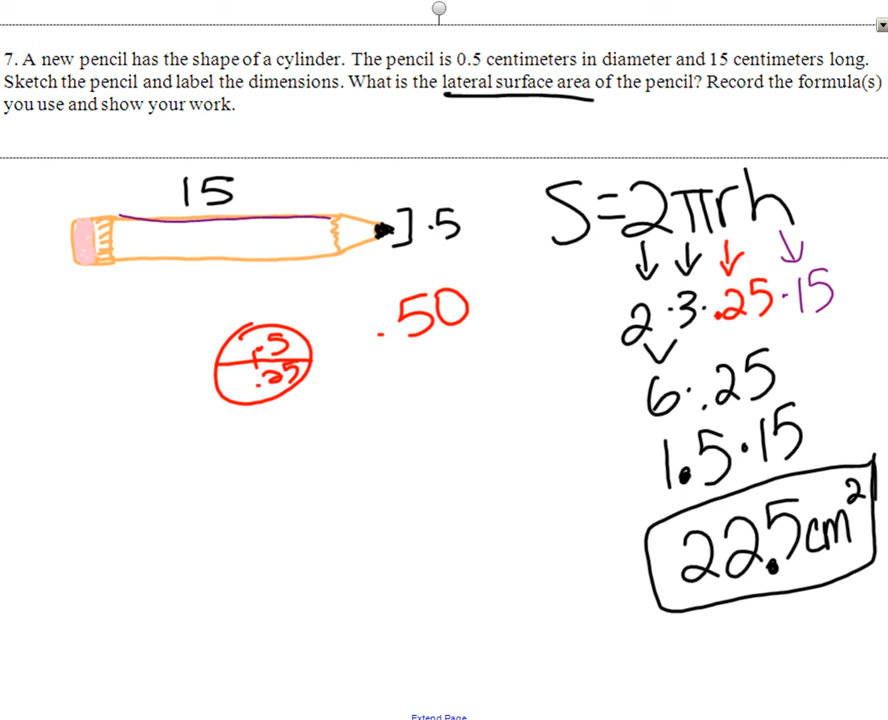 7. A new pencil has the shape of a cylinder. The pencil is 0.5 centimeters in diameter and 15 centimeters long.
Sketch the pencil and label the dimensions. What is the lateral surface area of the pencil? Record the formula(s)
you use and show your work.
15
] .5
.50
.5
.25
S=2πrh
2·3·.25·15
6·.25
1.5·15
22.5cm²
Extend Page